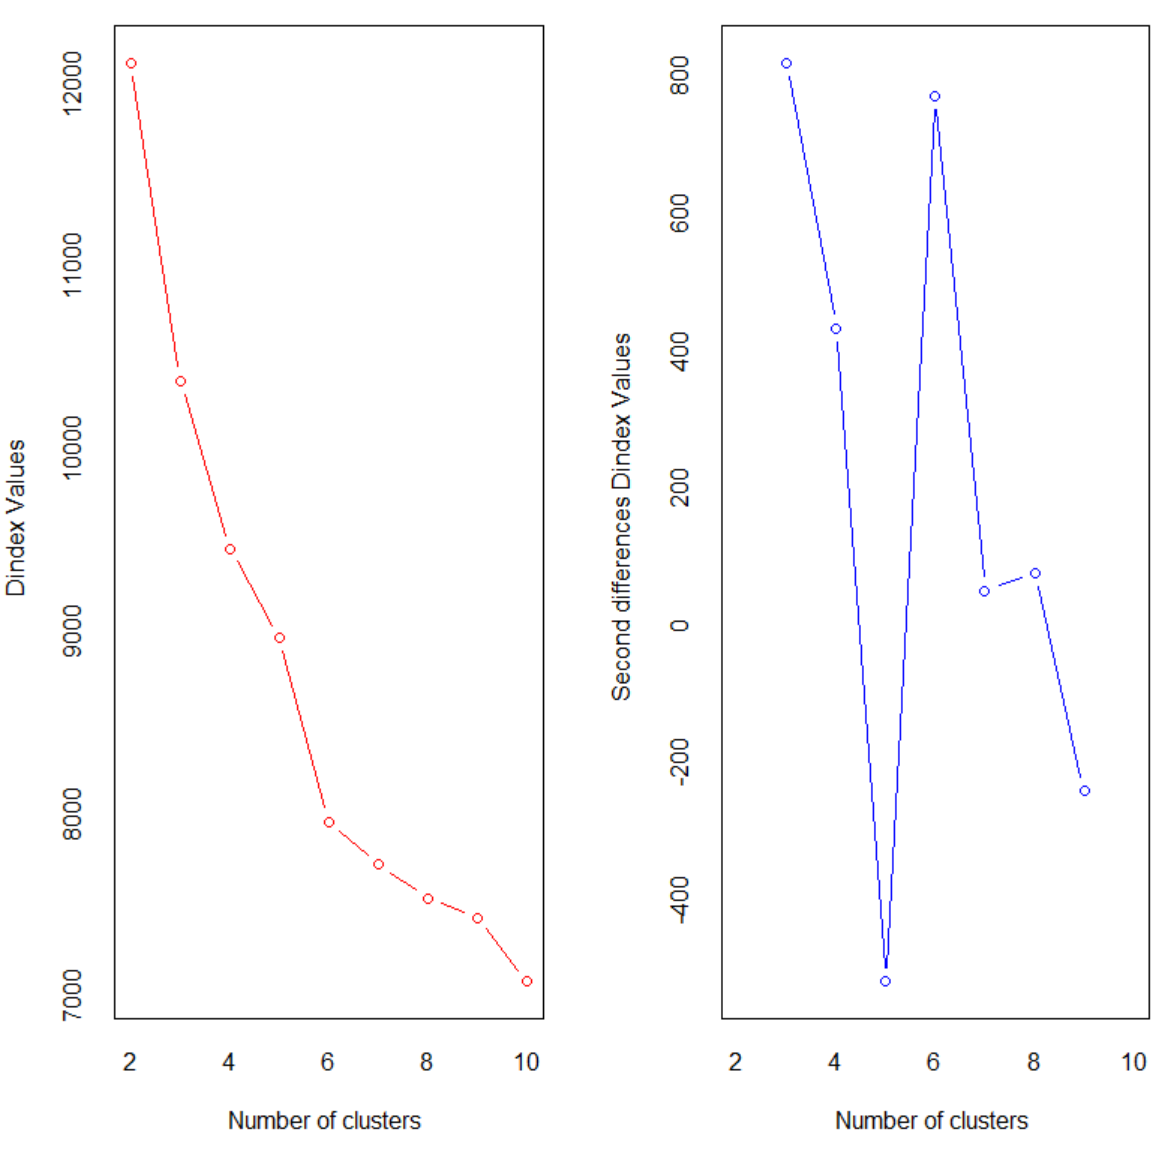 Dindex Values
12000
11000
10000
9000
8000
7000
2 4 6 8 10
Number of clusters
Second differences Dindex Values
800
600
400
200
0
-200
-400
2 4 6 8 10
Number of clusters